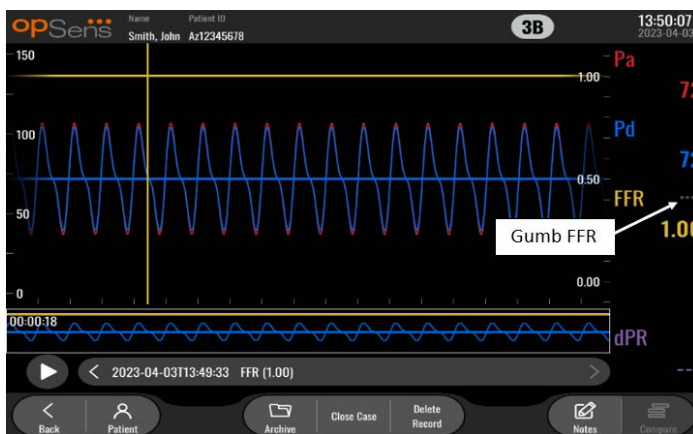 opSens
Name Patient ID
Smith, John Az12345678
3B
13:50:07
2023-04-03
150
1.00
Pa
100
Pd
0.50
FFR
50
Gumb FFR
1.00
0.00
0
00:00:18
dPR
2023-04-03T13:49:33 FFR (1.00)
Back
Patient
Archive
Close Case
Delete
Record
Notes
Compare